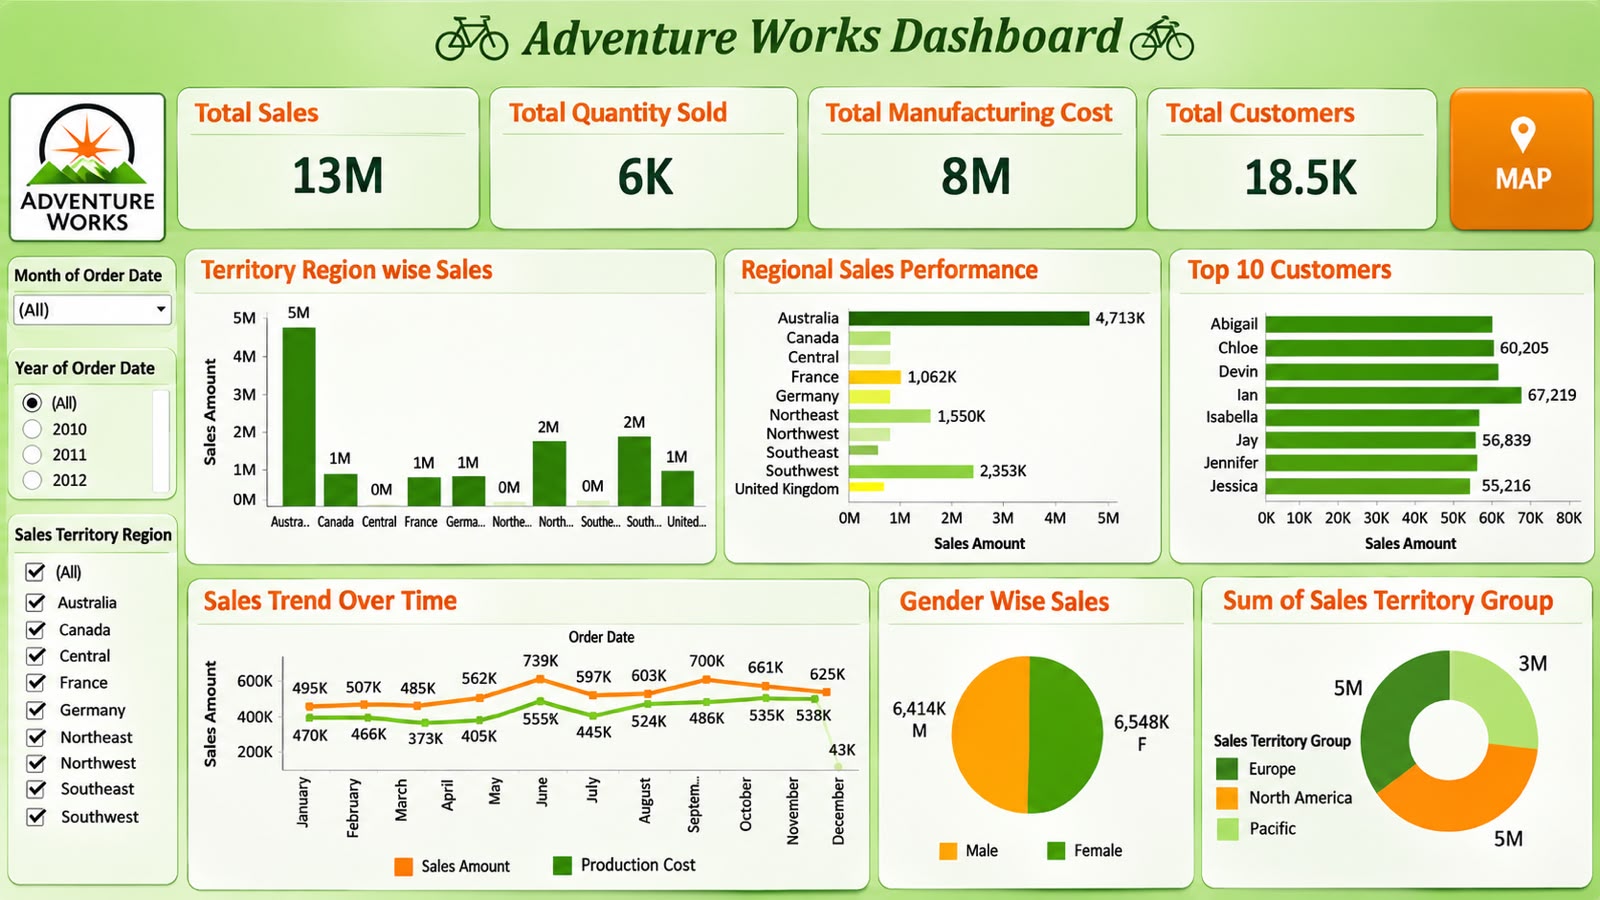 Adventure Works Dashboard
ADVENTURE
WORKS
Total Sales
13M
Total Quantity Sold
6K
Total Manufacturing Cost
8M
Total Customers
18.5K
MAP
Month of Order Date
(All)
Year of Order Date
(All)
2010
2011
2012
Sales Territory Region
(All)
Australia
Canada
Central
France
Germany
Northeast
Northwest
Southeast
Southwest
Territory Region wise Sales
Sales Amount
5M
4M
3M
2M
1M
0M
5M
1M
0M
1M
1M
0M
2M
0M
2M
1M
Austra.. Canada Central France Germa... Northe... North... Southe... South... United...
Regional Sales Performance
Australia 4,713K
Canada
Central
France 1,062K
Germany
Northeast 1,550K
Northwest
Southeast
Southwest 2,353K
United Kingdom
0M 1M 2M 3M 4M 5M
Sales Amount
Top 10 Customers
Abigail
Chloe 60,205
Devin
Ian 67,219
Isabella
Jay 56,839
Jennifer
Jessica 55,216
0K 10K 20K 30K 40K 50K 60K 70K 80K
Sales Amount
Sales Trend Over Time
Order Date
Sales Amount
600K
400K
200K
495K 507K 485K 562K 739K 597K 603K 700K 661K 625K
470K 466K 373K 405K 555K 445K 524K 486K 535K 538K
43K
January February March April May June July August Septem... October November December
Sales Amount Production Cost
Gender Wise Sales
6,414K
M
6,548K
F
Male Female
Sum of Sales Territory Group
3M
5M
5M
Sales Territory Group
Europe
North America
Pacific